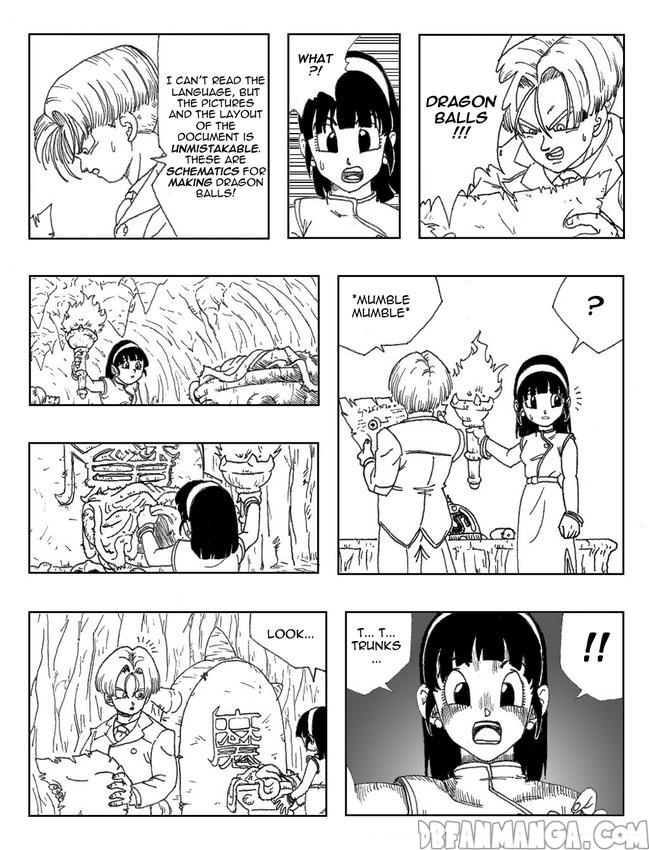 DRAGON
BALLS
!!!
WHAT
?!
I CAN'T READ THE
LANGUAGE, BUT
THE PICTURES
AND THE LAYOUT
OF THE
DOCUMENT IS
UNMISTAKABLE.
THESE ARE
SCHEMATICS FOR
MAKING DRAGON
BALLS!
?
*MUMBLE
MUMBLE*
!!
T... T...
TRUNKS
...
LOOK...
DBFANMANGA.COM